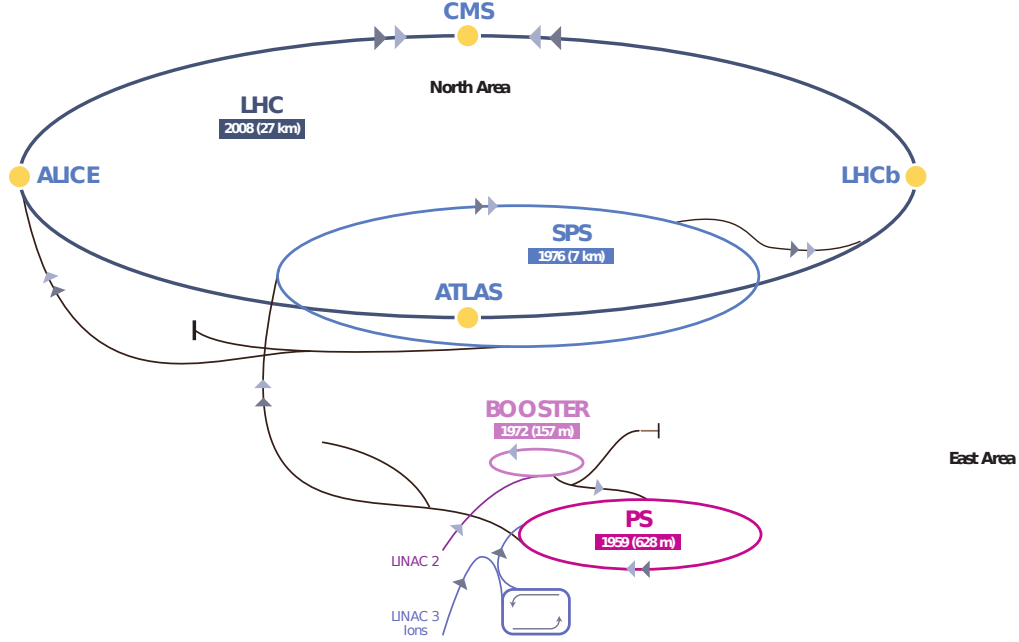 CMS
North Area
LHC
2008 (27 km)
ALICE
LHCb
SPS
1976 (7 km)
ATLAS
BOOSTER
1972 (157 m)
East Area
PS
1959 (628 m)
LINAC 2
LINAC 3
Ions